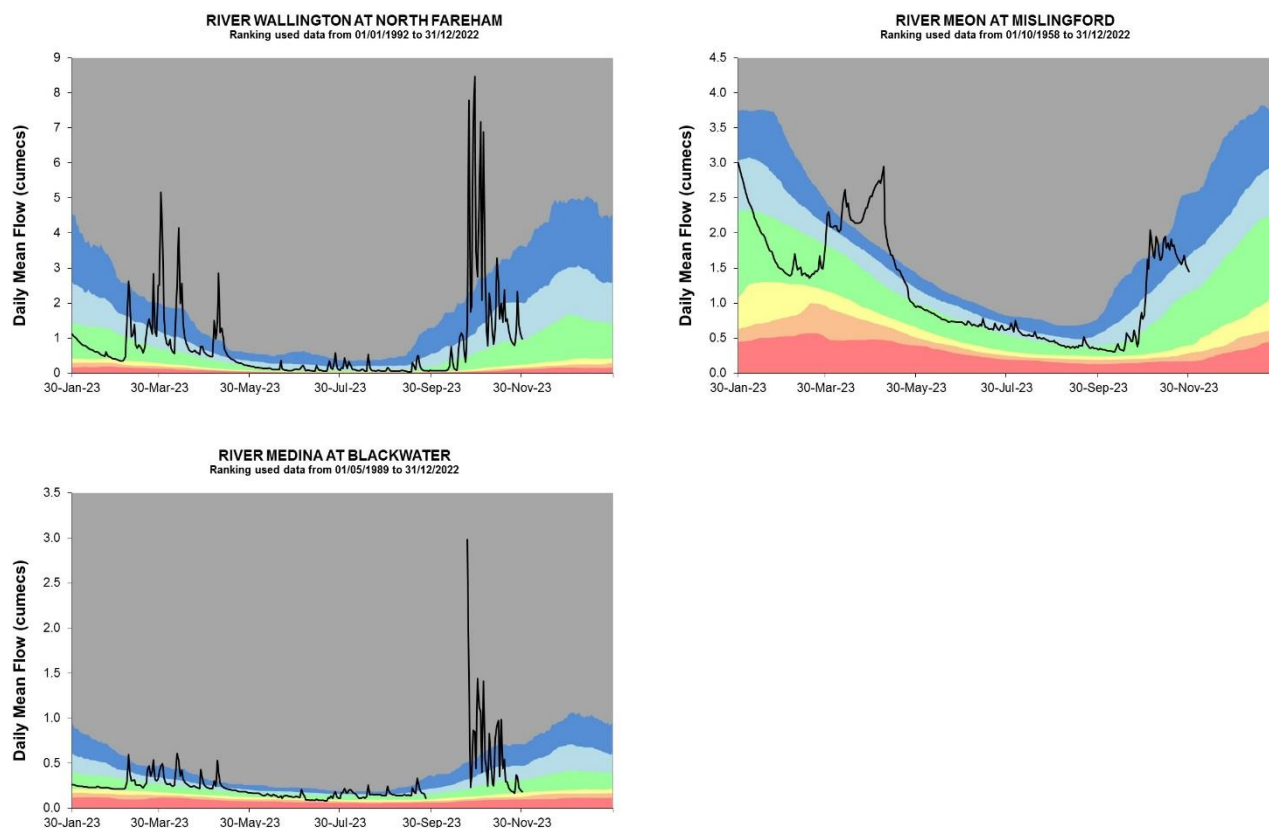 RIVER WALLINGTON AT NORTH FAREHAM
Ranking used data from 01/01/1992 to 31/12/2022
Daily Mean Flow (cumecs)
9
8
7
6
5
4
3
2
1
0
30-Jan-23 30-Mar-23 30-May-23 30-Jul-23 30-Sep-23 30-Nov-23
RIVER MEON AT MISLINGFORD
Ranking used data from 01/10/1958 to 31/12/2022
Daily Mean Flow (cumecs)
4.5
4.0
3.5
3.0
2.5
2.0
1.5
1.0
0.5
0.0
30-Jan-23 30-Mar-23 30-May-23 30-Jul-23 30-Sep-23 30-Nov-23
RIVER MEDINA AT BLACKWATER
Ranking used data from 01/05/1989 to 31/12/2022
Daily Mean Flow (cumecs)
3.5
3.0
2.5
2.0
1.5
1.0
0.5
0.0
30-Jan-23 30-Mar-23 30-May-23 30-Jul-23 30-Sep-23 30-Nov-23